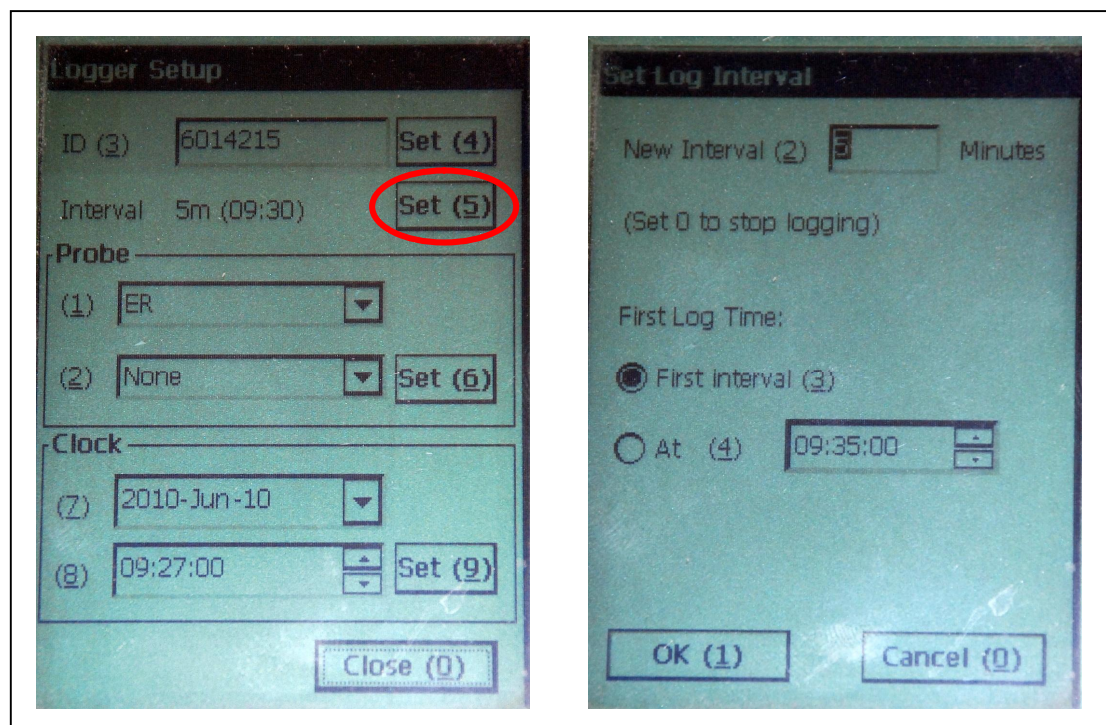 Logger Setup
ID (3) 6014215 Set (4)
Interval 5m (09:30) Set (5)
Probe
(1) ER
(2) None Set (6)
Clock
(7) 2010-Jun-10
(8) 09:27:00 Set (9)
Close (0)
Set Log Interval
New Interval (2) 5 Minutes
(Set 0 to stop logging)
First Log Time:
First interval (3)
At (4) 09:35:00
OK (1) Cancel (0)